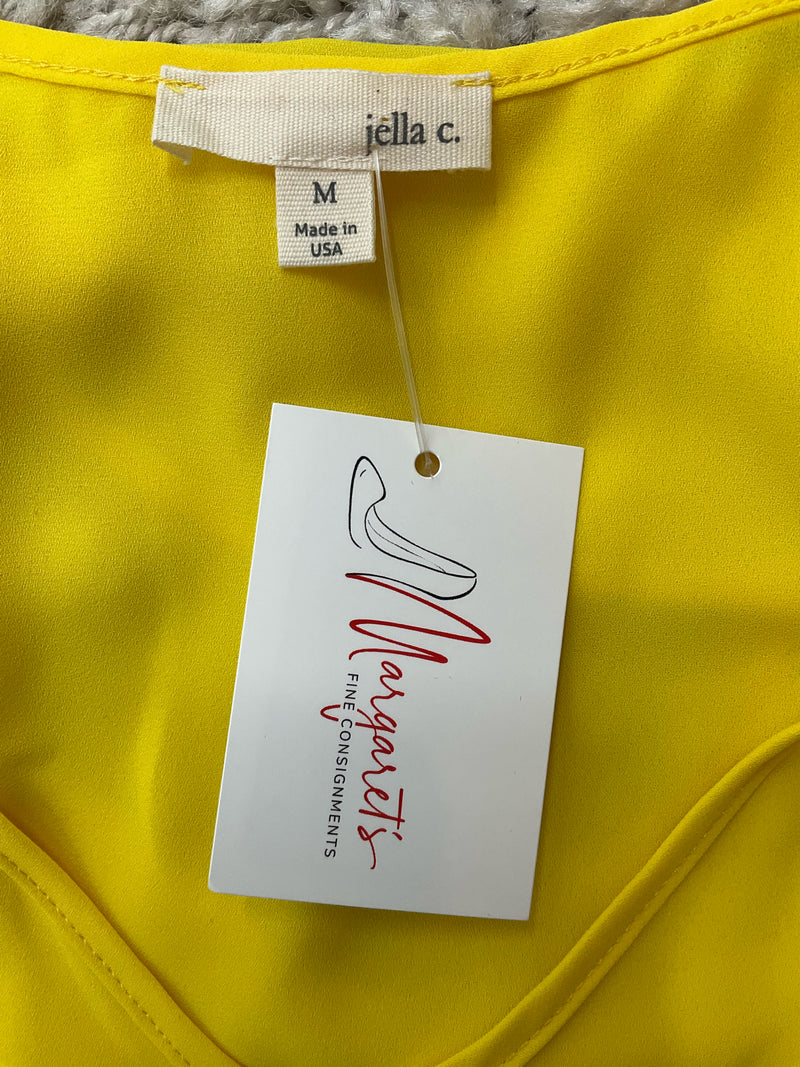 jella c.
M
Made in
USA
Margaret's
FINE CONSIGNMENTS